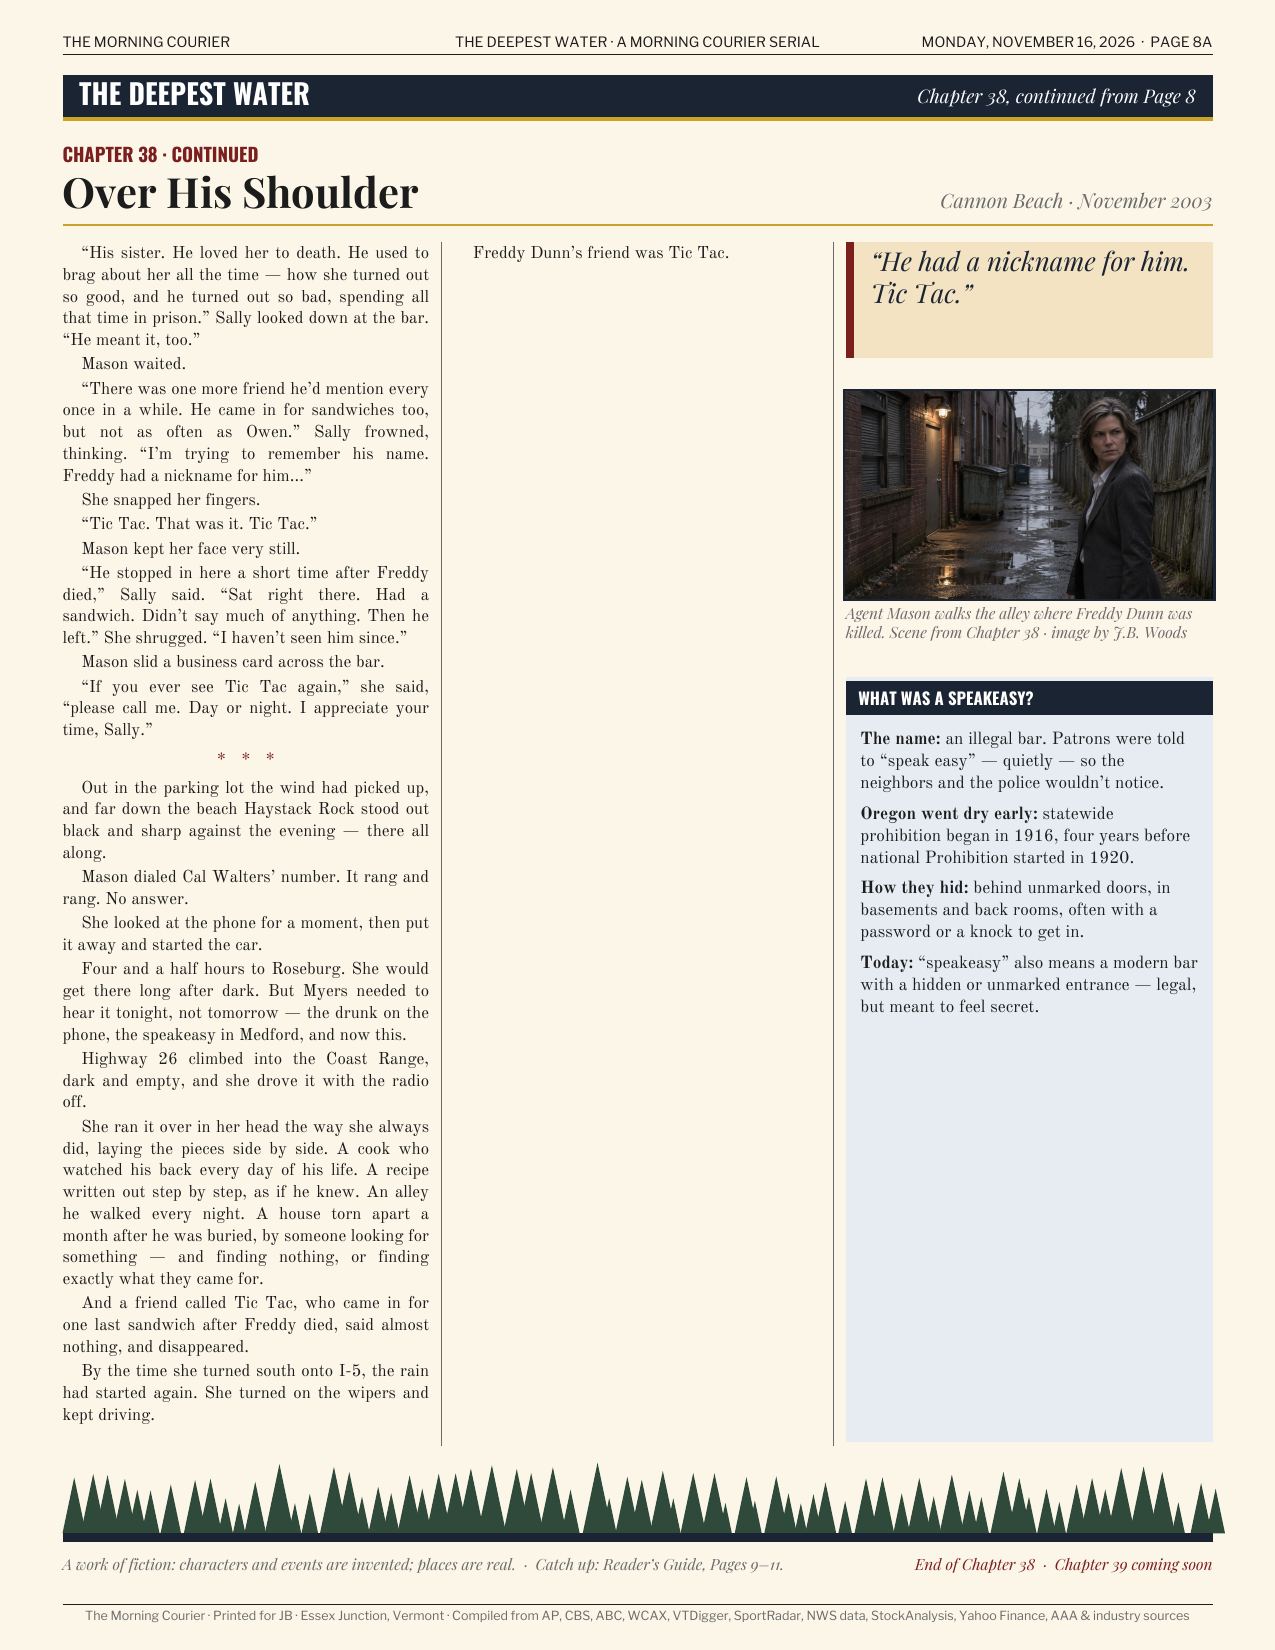 THE MORNING COURIER
THE DEEPEST WATER · A MORNING COURIER SERIAL
MONDAY, NOVEMBER 16, 2026 · PAGE 8A
THE DEEPEST WATER
Chapter 38, continued from Page 8
CHAPTER 38 · CONTINUED
Over His Shoulder
Cannon Beach · November 2003
“His sister. He loved her to death. He used to
brag about her all the time — how she turned out
so good, and he turned out so bad, spending all
that time in prison.” Sally looked down at the bar.
“He meant it, too.”
Mason waited.
“There was one more friend he’d mention every
once in a while. He came in for sandwiches too,
but not as often as Owen.” Sally frowned,
thinking. “I’m trying to remember his name.
Freddy had a nickname for him...”
She snapped her fingers.
“Tic Tac. That was it. Tic Tac.”
Mason kept her face very still.
“He stopped in here a short time after Freddy
died,” Sally said. “Sat right there. Had a
sandwich. Didn’t say much of anything. Then he
left.” She shrugged. “I haven’t seen him since.”
Mason slid a business card across the bar.
“If you ever see Tic Tac again,” she said,
“please call me. Day or night. I appreciate your
time, Sally.”
* * *
Out in the parking lot the wind had picked up,
and far down the beach Haystack Rock stood out
black and sharp against the evening — there all
along.
Mason dialed Cal Walters’ number. It rang and
rang. No answer.
She looked at the phone for a moment, then put
it away and started the car.
Four and a half hours to Roseburg. She would
get there long after dark. But Myers needed to
hear it tonight, not tomorrow — the drunk on the
phone, the speakeasy in Medford, and now this.
Highway 26 climbed into the Coast Range,
dark and empty, and she drove it with the radio
off.
She ran it over in her head the way she always
did, laying the pieces side by side. A cook who
watched his back every day of his life. A recipe
written out step by step, as if he knew. An alley
he walked every night. A house torn apart a
month after he was buried, by someone looking for
something — and finding nothing, or finding
exactly what they came for.
And a friend called Tic Tac, who came in for
one last sandwich after Freddy died, said almost
nothing, and disappeared.
By the time she turned south onto I-5, the rain
had started again. She turned on the wipers and
kept driving.
Freddy Dunn’s friend was Tic Tac.
“He had a nickname for him.
Tic Tac.”
Agent Mason walks the alley where Freddy Dunn was
killed. Scene from Chapter 38 · image by J.B. Woods
WHAT WAS A SPEAKEASY?
The name: an illegal bar. Patrons were told
to “speak easy” — quietly — so the
neighbors and the police wouldn’t notice.
Oregon went dry early: statewide
prohibition began in 1916, four years before
national Prohibition started in 1920.
How they hid: behind unmarked doors, in
basements and back rooms, often with a
password or a knock to get in.
Today: “speakeasy” also means a modern bar
with a hidden or unmarked entrance — legal,
but meant to feel secret.
A work of fiction: characters and events are invented; places are real. · Catch up: Reader’s Guide, Pages 9–11.
End of Chapter 38 · Chapter 39 coming soon
The Morning Courier · Printed for JB · Essex Junction, Vermont · Compiled from AP, CBS, ABC, WCAX, VTDigger, SportRadar, NWS data, StockAnalysis, Yahoo Finance, AAA & industry sources